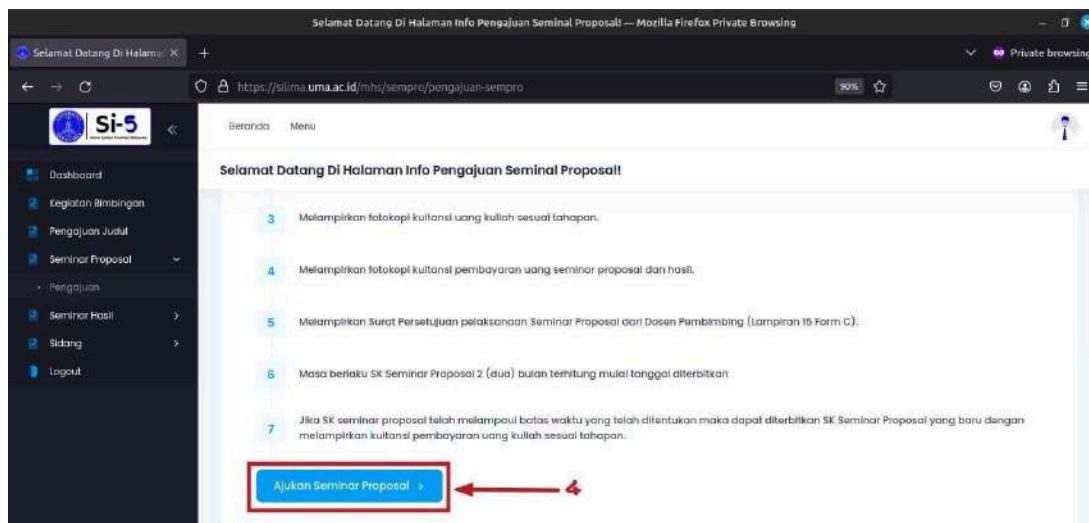 Selamat Datang Di Halaman Info Pengajuan Seminal Proposal! — Mozilla Firefox Private Browsing
Selamat Datang Di Halama
Private browsing
https://silima.uma.ac.id/mhs/sempro/pengajuan-sempro
90%
Si-5
Beranda Menu
Selamat Datang Di Halaman Info Pengajuan Seminal Proposal!
Dashboard
Kegiatan Bimbingan
Pengajuan Judul
Seminar Proposal
Pengajuan
Seminar Hasil
Sidang
Logout
3 Melampirkan fotokopi kuitansi uang kuliah sesuai tahapan.
4 Melampirkan fotokopi kuitansi pembayaran uang seminar proposal dan hasil.
5 Melampirkan Surat Persetujuan pelaksanaan Seminar Proposal dari Dosen Pembimbing (Lampiran 15 Form C).
6 Masa berlaku SK Seminar Proposal 2 (dua) bulan terhitung mulai tanggal diterbitkan
7 Jika SK seminar proposal telah melampaui batas waktu yang telah ditentukan maka dapat diterbitkan SK Seminar Proposal yang baru dengan
melampirkan kuitansi pembayaran uang kuliah sesuai tahapan.
Ajukan Seminar Proposal >
4